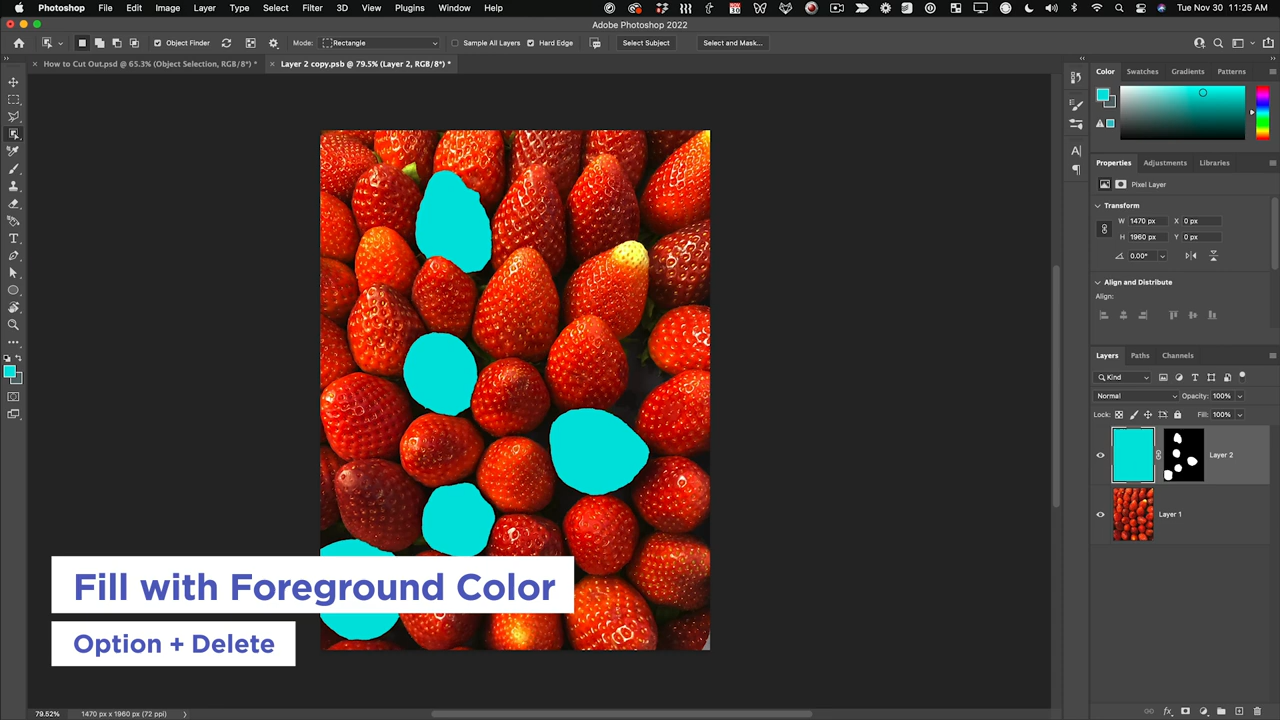 Photoshop File Edit Image Layer Type Select Filter 3D View Plugins Window Help Tue Nov 30 11:25 AM
Adobe Photoshop 2022
Object Finder Mode: Rectangle Sample All Layers Hard Edge Select Subject Select and Mask...
How to Cut Out.psd @ 65.3% (Object Selection, RGB/8*) * Layer 2 copy.psb @ 79.5% (Layer 2, RGB/8*) *
Color Swatches Gradients Patterns
Properties Adjustments Libraries
Pixel Layer
Transform
W 1470 px X 0 px
H 1960 px Y 0 px
0.00°
Align and Distribute
Align:
Layers Paths Channels
Kind
Normal Opacity: 100%
Lock: Fill: 100%
Layer 2
Layer 1
Fill with Foreground Color
Option + Delete
79.52% 1470 px x 1960 px (72 ppi)